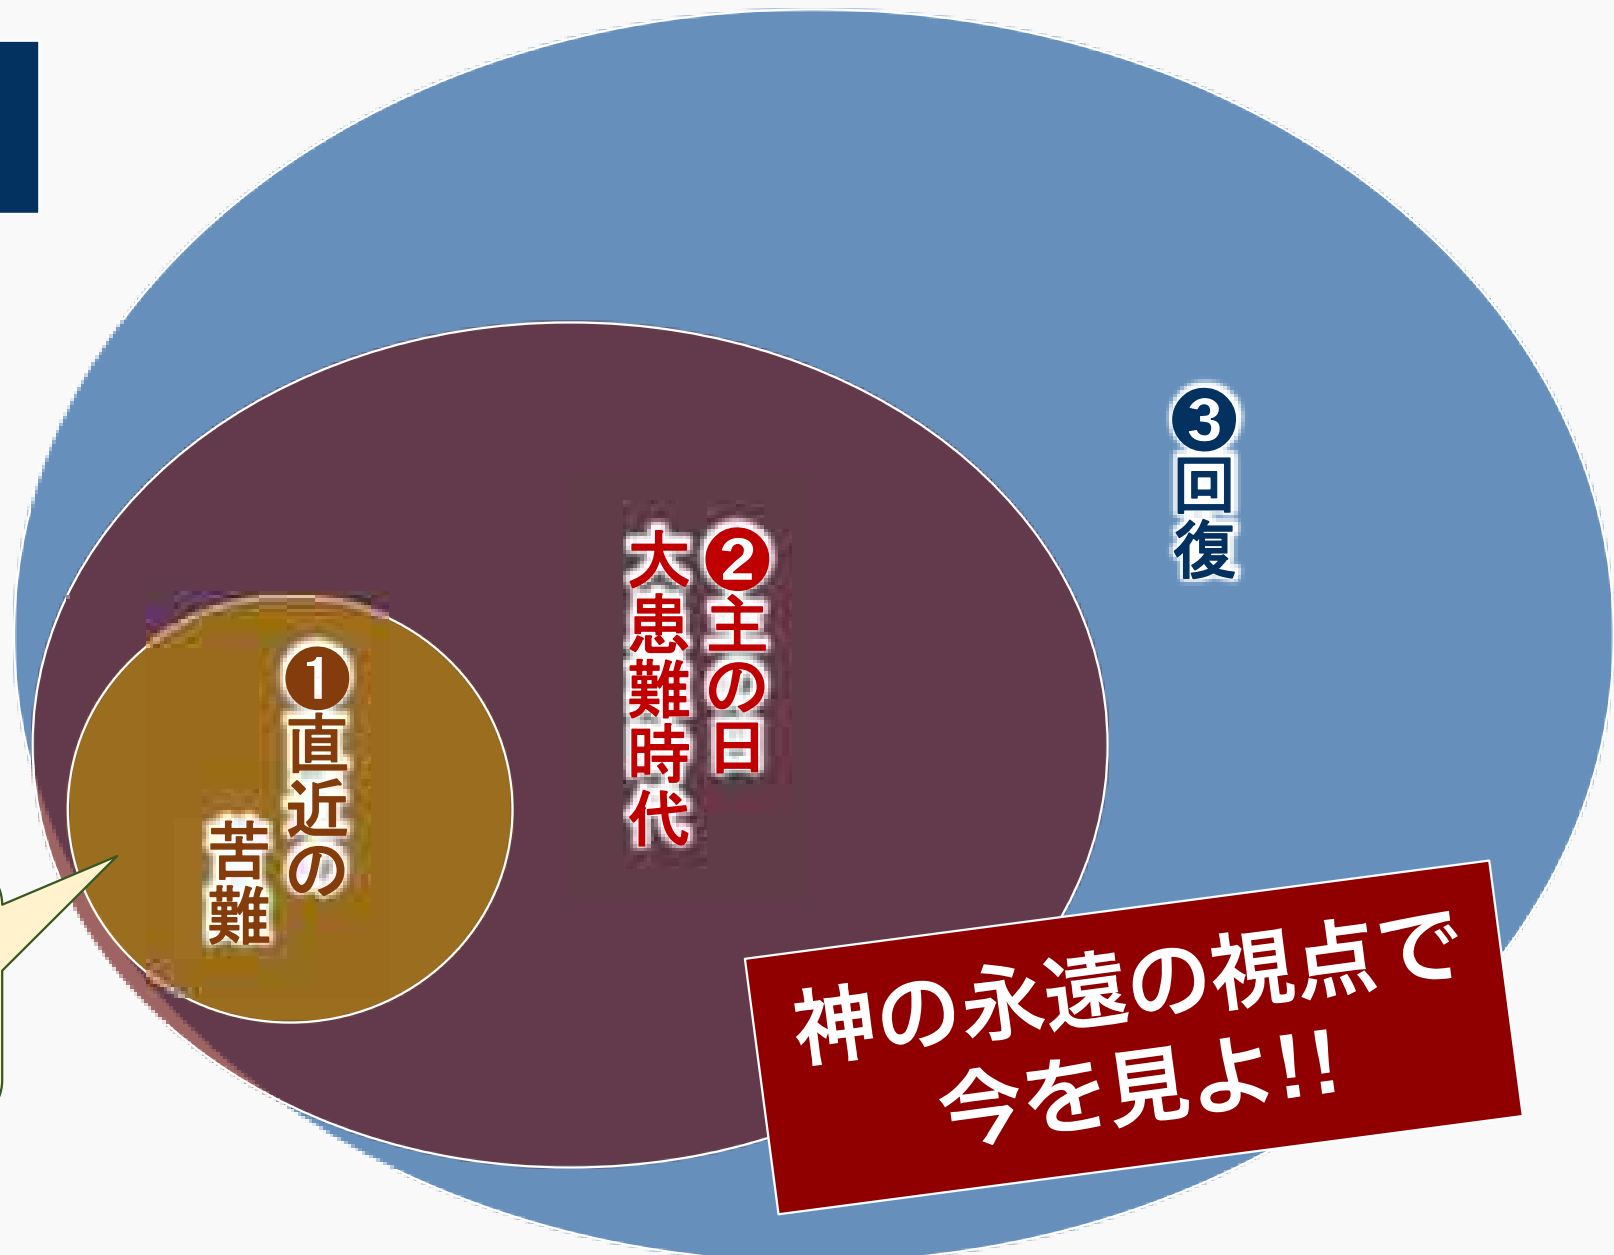 ❶直近の
苦難
❷主の日
大患難時代
❸回復
神の永遠の視点で
今を見よ!!